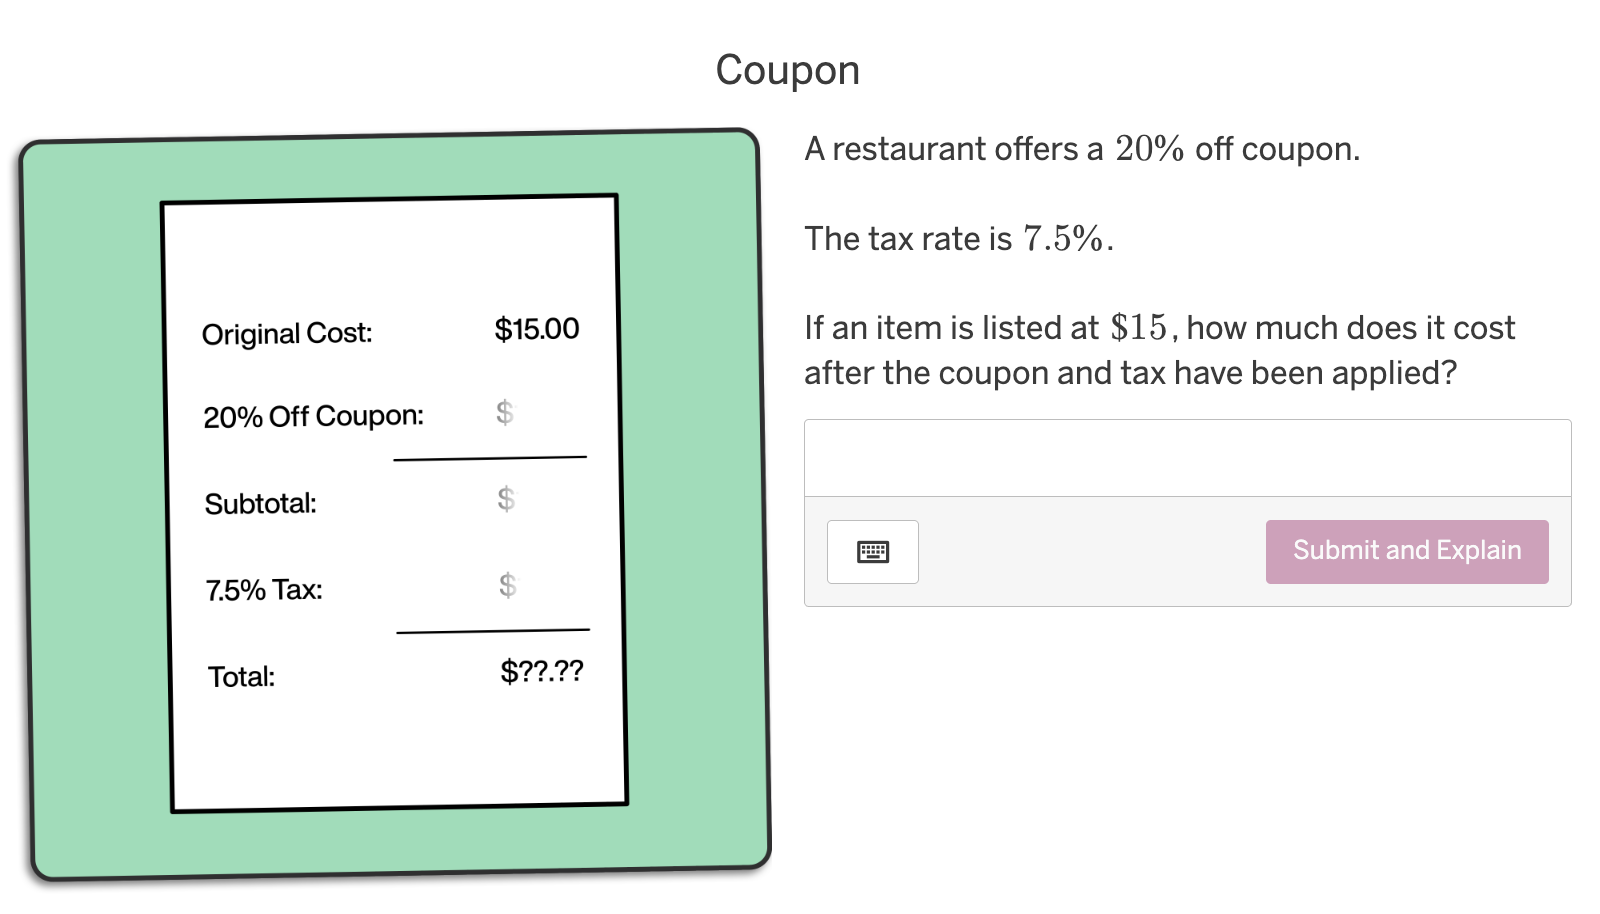 Coupon
Original Cost: $15.00
20% Off Coupon: $
Subtotal: $
7.5% Tax: $
Total: $??.??
A restaurant offers a 20% off coupon.
The tax rate is 7.5%.
If an item is listed at $15, how much does it cost
after the coupon and tax have been applied?
Submit and Explain